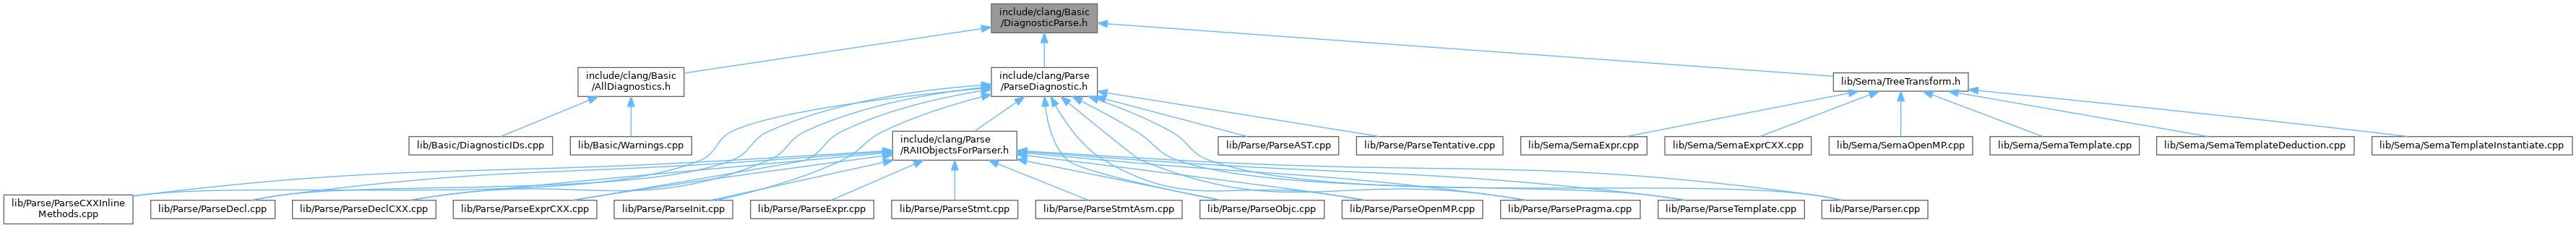 include/clang/Basic
/DiagnosticParse.h
include/clang/Basic
/AllDiagnostics.h
include/clang/Parse
/ParseDiagnostic.h
lib/Sema/TreeTransform.h
lib/Basic/DiagnosticIDs.cpp
lib/Basic/Warnings.cpp
include/clang/Parse
/RAIIObjectsForParser.h
lib/Parse/ParseAST.cpp
lib/Parse/ParseTentative.cpp
lib/Sema/SemaExpr.cpp
lib/Sema/SemaExprCXX.cpp
lib/Sema/SemaOpenMP.cpp
lib/Sema/SemaTemplate.cpp
lib/Sema/SemaTemplateDeduction.cpp
lib/Sema/SemaTemplateInstantiate.cpp
lib/Parse/ParseCXXInline
Methods.cpp
lib/Parse/ParseDecl.cpp
lib/Parse/ParseDeclCXX.cpp
lib/Parse/ParseExprCXX.cpp
lib/Parse/ParseInit.cpp
lib/Parse/ParseExpr.cpp
lib/Parse/ParseStmt.cpp
lib/Parse/ParseStmtAsm.cpp
lib/Parse/ParseObjc.cpp
lib/Parse/ParseOpenMP.cpp
lib/Parse/ParsePragma.cpp
lib/Parse/ParseTemplate.cpp
lib/Parse/Parser.cpp